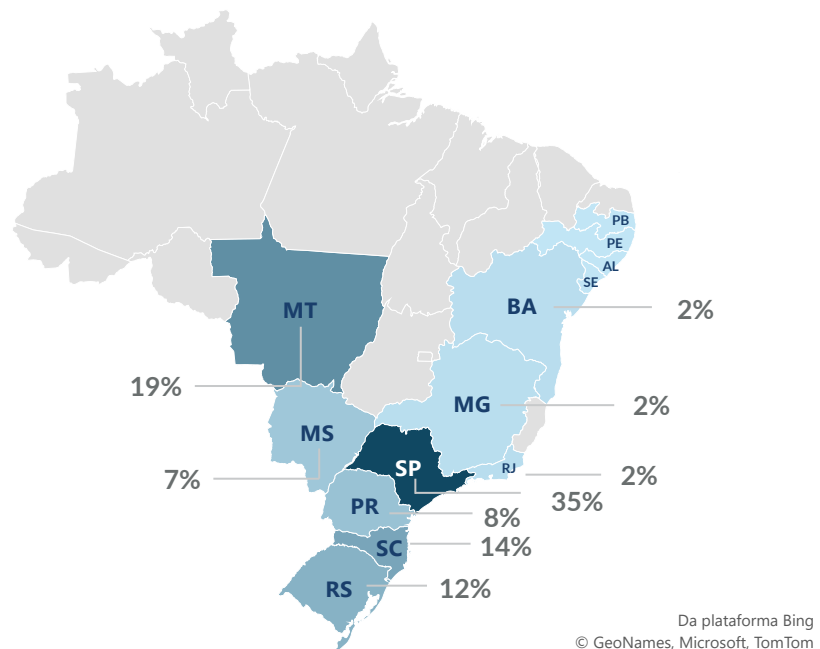 PB
PE
AL
SE
BA
2%
MT
19%
MG
2%
MS
7%
SP
35%
RJ
2%
PR
8%
SC
14%
RS
12%
Da plataforma Bing
© GeoNames, Microsoft, TomTom